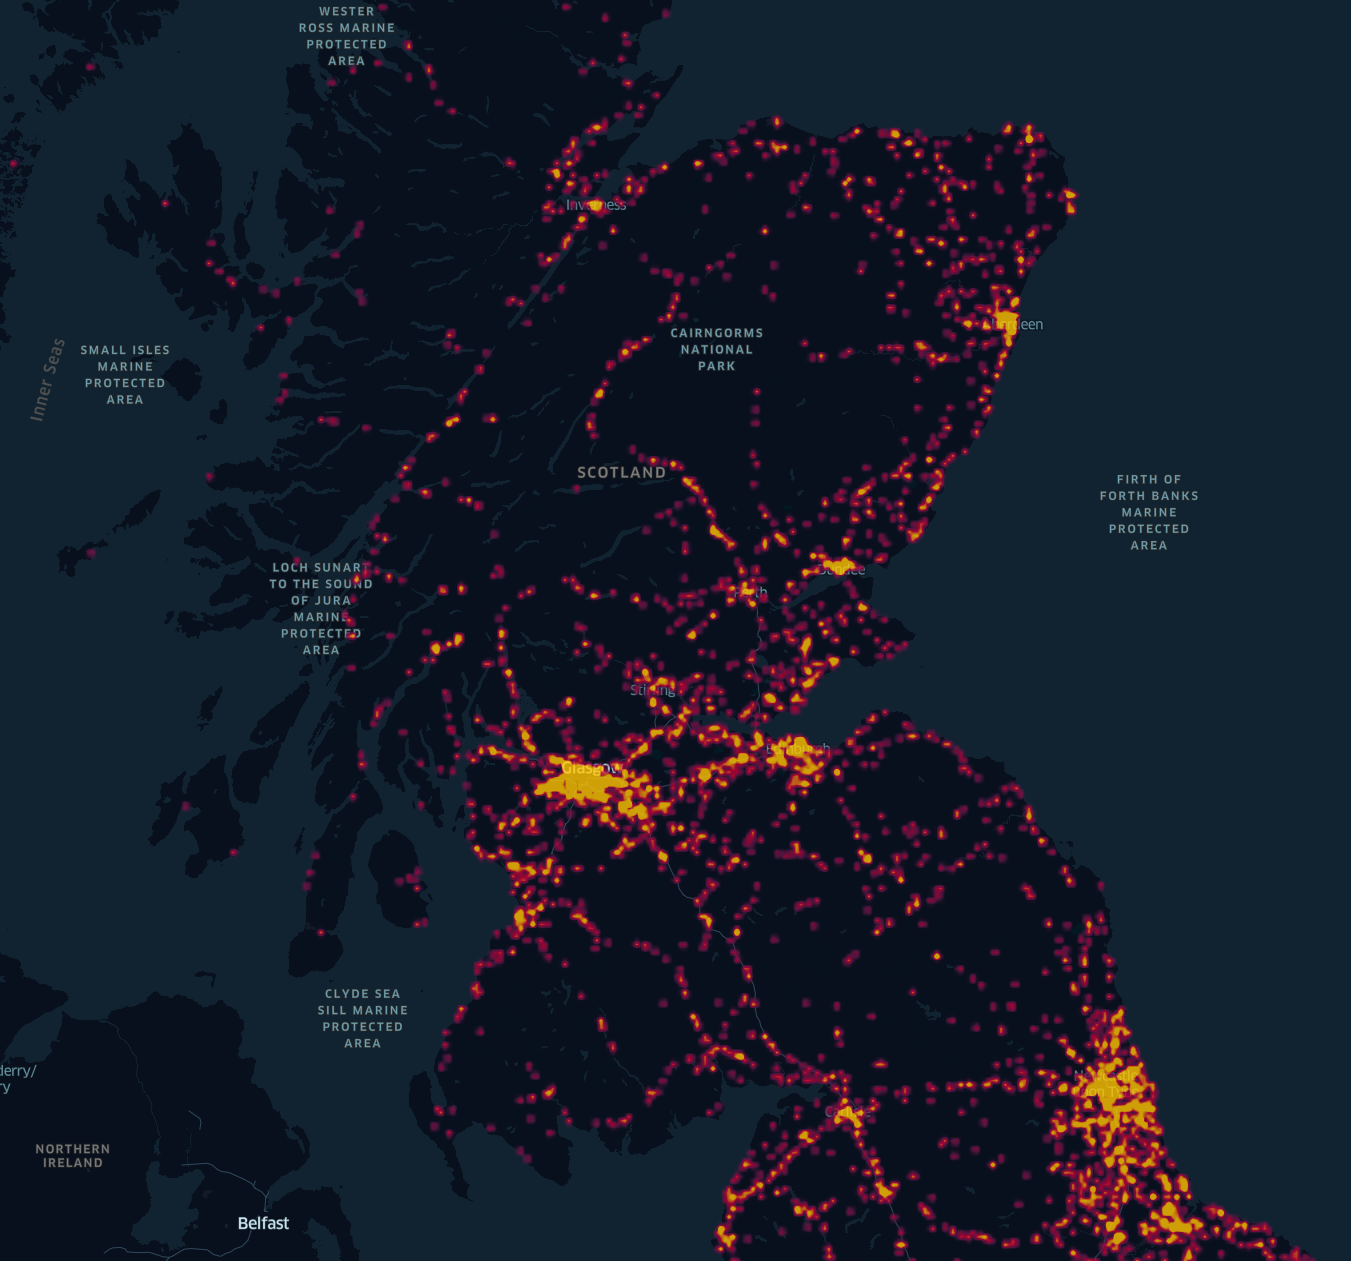 WESTER
ROSS MARINE
PROTECTED
AREA
Inverness
CAIRNGORMS
NATIONAL
PARK
Aberdeen
SMALL ISLES
MARINE
PROTECTED
AREA
Inner Seas
SCOTLAND
FIRTH OF
FORTH BANKS
MARINE
PROTECTED
AREA
Dundee
Perth
LOCH SUNART
TO THE SOUND
OF JURA
MARINE
PROTECTED
AREA
Stirling
Edinburgh
Glasgow
CLYDE SEA
SILL MARINE
PROTECTED
AREA
derry/
ry
Newcastle
upon Tyne
Carlisle
NORTHERN
IRELAND
Belfast